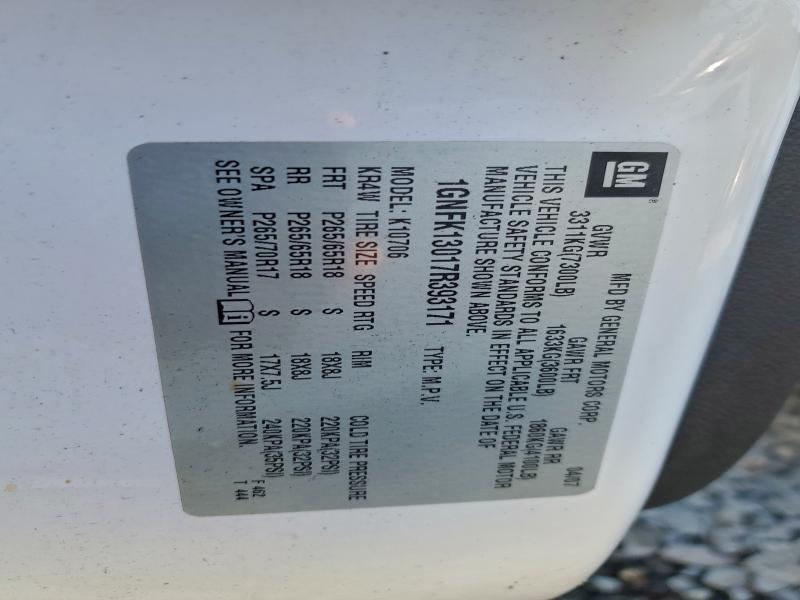 GM®
MFD BY GENERAL MOTORS CORP. 04/07
GVWR GAWR FRT GAWR RR
3311KG(7300LB) 1633KG(3600LB) 1860KG(4100LB)
THIS VEHICLE CONFORMS TO ALL APPLICABLE U.S. FEDERAL MOTOR
VEHICLE SAFETY STANDARDS IN EFFECT ON THE DATE OF
MANUFACTURE SHOWN ABOVE.
1GNFK13017R393171 TYPE: M.P.V.
MODEL: K10706
KR4W TIRE SIZE SPEED RTG RIM COLD TIRE PRESSURE
FRT P265/65R18 S 18X8J 220KPA(32PSI)
RR P265/65R18 S 18X8J 220KPA(32PSI)
SPA P265/70R17 S 17X7.5J 240KPA(35PSI)
SEE OWNER'S MANUAL FOR MORE INFORMATION.
F 462
T 444